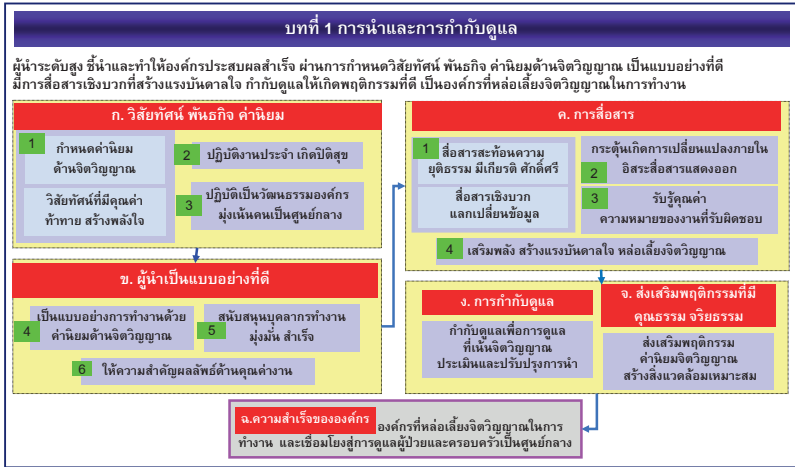 บทที่ 1 การนำและการกำกับดูแล
ผู้นำระดับสูง ชี้นำและทำให้องค์กรประสบผลสำเร็จ ผ่านการกำหนดวิสัยทัศน์ พันธกิจ ค่านิยมด้านจิตวิญญาณ เป็นแบบอย่างที่ดี
มีการสื่อสารเชิงบวกที่สร้างแรงบันดาลใจ กำกับดูแลให้เกิดพฤติกรรมที่ดี เป็นองค์กรที่หล่อเลี้ยงจิตวิญญาณในการทำงาน
ก. วิสัยทัศน์ พันธกิจ ค่านิยม
1 กำหนดค่านิยม
ด้านจิตวิญญาณ
วิสัยทัศน์ที่มีคุณค่า
ท้าทาย สร้างพลังใจ
2 ปฏิบัติงานประจำ เกิดปิติสุข
3 ปฏิบัติเป็นวัฒนธรรมองค์กร
มุ่งเน้นคนเป็นศูนย์กลาง
ข. ผู้นำเป็นแบบอย่างที่ดี
4 เป็นแบบอย่างการทำงานด้วย
ค่านิยมด้านจิตวิญญาณ
5 สนับสนุนบุคลากรทำงาน
มุ่งมั่น สำเร็จ
6 ให้ความสำคัญผลลัพธ์ด้านคุณค่างาน
ค. การสื่อสาร
1 สื่อสารสะท้อนความ
ยุติธรรม มีเกียรติ ศักดิ์ศรี
สื่อสารเชิงบวก
แลกเปลี่ยนข้อมูล
กระตุ้นเกิดการเปลี่ยนแปลงภายใน
2 อิสระสื่อสารแสดงออก
3 รับรู้คุณค่า
ความหมายของงานที่รับผิดชอบ
4 เสริมพลัง สร้างแรงบันดาลใจ หล่อเลี้ยงจิตวิญญาณ
ง. การกำกับดูแล
กำกับดูแลเพื่อการดูแล
ที่เน้นจิตวิญญาณ
ประเมินและปรับปรุงการนำ
จ. ส่งเสริมพฤติกรรมที่มี
คุณธรรม จริยธรรม
ส่งเสริมพฤติกรรม
ค่านิยมจิตวิญญาณ
สร้างสิ่งแวดล้อมเหมาะสม
ฉ.ความสำเร็จขององค์กร องค์กรที่หล่อเลี้ยงจิตวิญญาณในการ
ทำงาน และเชื่อมโยงสู่การดูแลผู้ป่วยและครอบครัวเป็นศูนย์กลาง